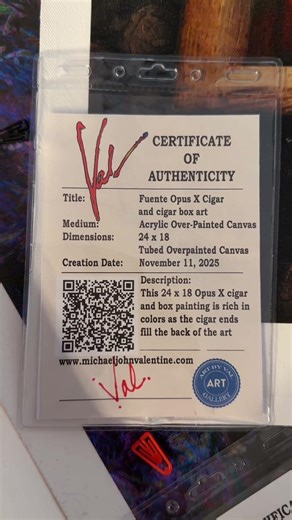 Val
CERTIFICATE
OF
AUTHENTICITY
Title: Fuente Opus X Cigar
and cigar box art
Medium: Acrylic Over-Painted Canvas
Dimensions: 24 x 18
Tubed Overpainted Canvas
Creation Date: November 11, 2025
Description:
This 24 x 18 Opus X cigar
and box painting is rich in
colors as the cigar ends
fill the back of the art
www.michaeljohnvalentine.com
Val.
ART BY VAL
ART
GALLERY